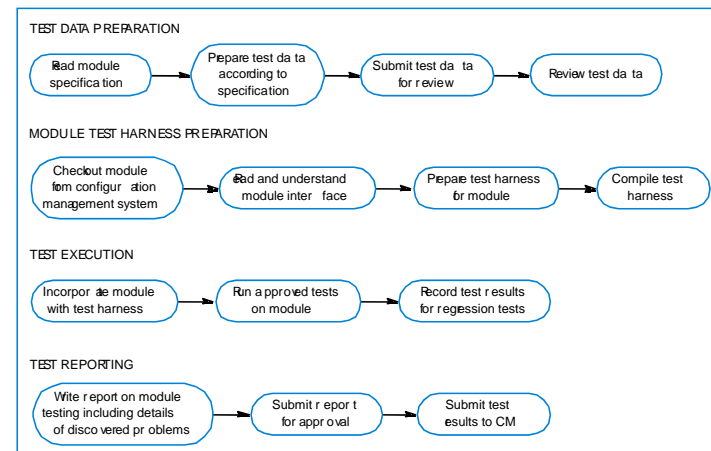 TEST DATA PREPARATION
Read module
specification
Prepare test data
according to
specification
Submit test data
for review
Review test data
MODULE TEST HARNESS PREPARATION
Checkout module
from configuration
management system
Read and understand
module interface
Prepare test harness
for module
Compile test
harness
TEST EXECUTION
Incorporate module
with test harness
Run approved tests
on module
Record test results
for regression tests
TEST REPORTING
Write report on module
testing including details
of discovered problems
Submit report
for approval
Submit test
results to CM